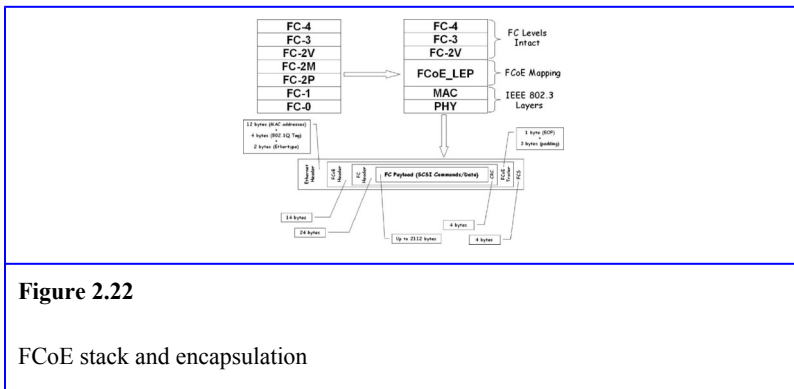 FC-4
FC-3
FC-2V
FC-2M
FC-2P
FC-1
FC-0
FC-4
FC-3
FC-2V
FCoE_LEP
MAC
PHY
FC Levels
Intact
FCoE Mapping
IEEE 802.3
Layers
12 bytes (MAC addresses)
+
4 bytes (802.1Q Tag)
+
2 bytes (Ethertype)
1 byte (EOF)
+
3 bytes (padding)
Ethernet
Header
FCoE
Header
FC
Header
FC Payload (SCSI Commands/Data)
CRC
FCoE
Trailer
FCS
14 bytes
24 bytes
Up to 2112 bytes
4 bytes
4 bytes
Figure 2.22
FCoE stack and encapsulation